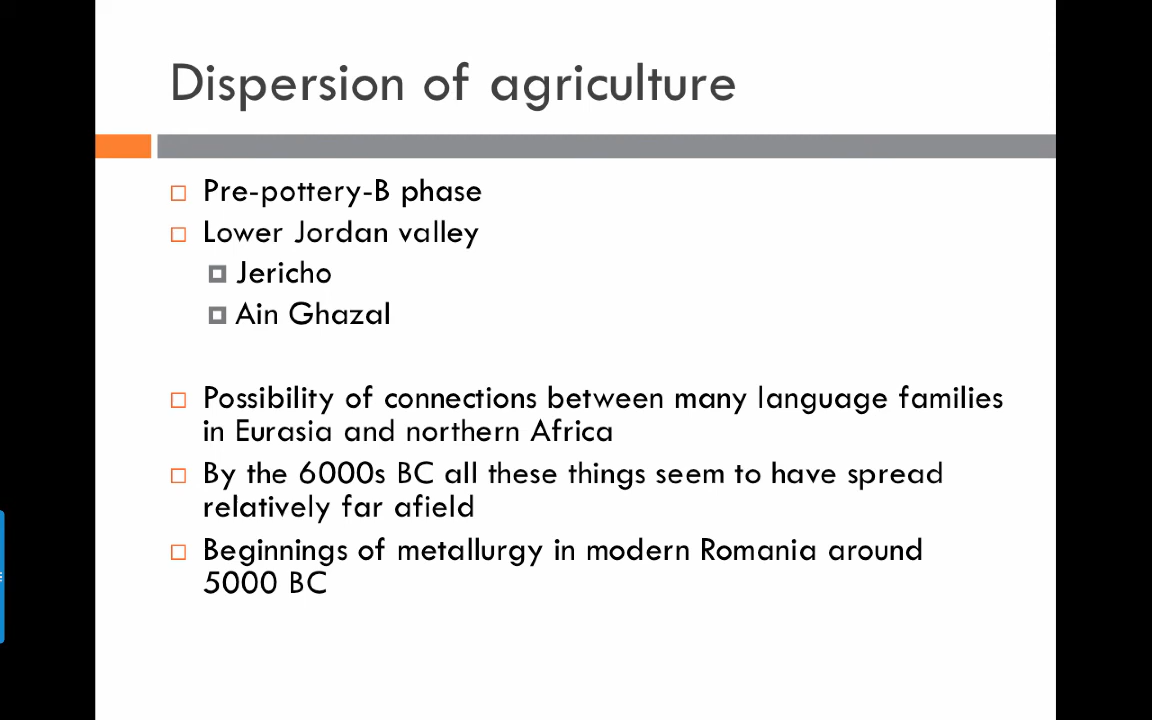 Dispersion of agriculture
Pre-pottery-B phase
Lower Jordan valley
Jericho
Ain Ghazal
Possibility of connections between many language families
in Eurasia and northern Africa
By the 6000s BC all these things seem to have spread
relatively far afield
Beginnings of metallurgy in modern Romania around
5000 BC